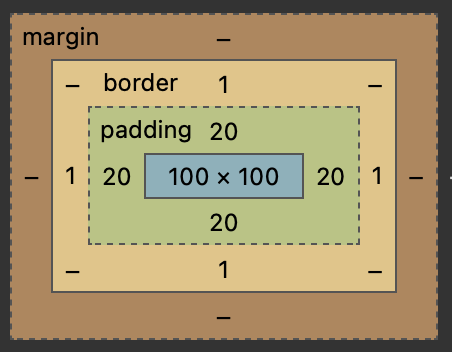 margin –
– border 1 –
padding 20
– 1 20 100 × 100 20 1 –
20
– 1 –
–